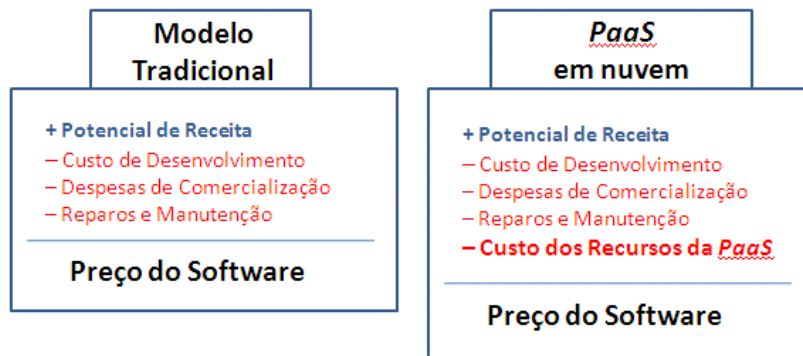 Modelo
Tradicional
+ Potencial de Receita
– Custo de Desenvolvimento
– Despesas de Comercialização
– Reparos e Manutenção
Preço do Software
PaaS
em nuvem
+ Potencial de Receita
– Custo de Desenvolvimento
– Despesas de Comercialização
– Reparos e Manutenção
– Custo dos Recursos da PaaS
Preço do Software